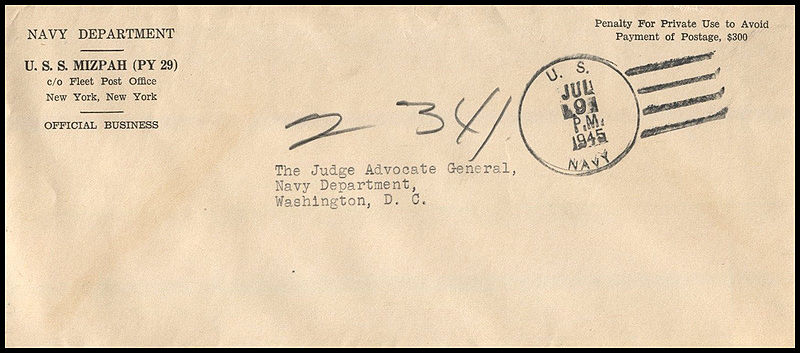 NAVY DEPARTMENT
U. S. S. MIZPAH (PY 29)
c/o Fleet Post Office
New York, New York
OFFICIAL BUSINESS
Penalty For Private Use to Avoid
Payment of Postage, $300
U. S.
JUL
9
P.M.
1945
NAVY
2 341
The Judge Advocate General,
Navy Department,
Washington, D. C.